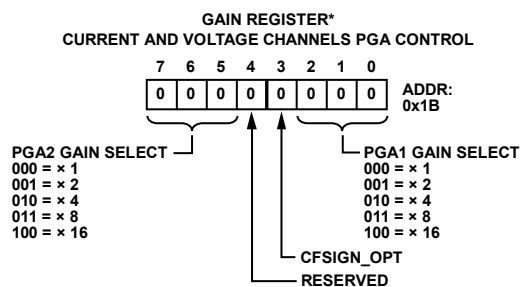 GAIN REGISTER*
CURRENT AND VOLTAGE CHANNELS PGA CONTROL
7 6 5 4 3 2 1 0
0 0 0 0 0 0 0 0
ADDR:
0x1B
PGA2 GAIN SELECT
000 = × 1
001 = × 2
010 = × 4
011 = × 8
100 = × 16
PGA1 GAIN SELECT
000 = × 1
001 = × 2
010 = × 4
011 = × 8
100 = × 16
CFSIGN_OPT
RESERVED